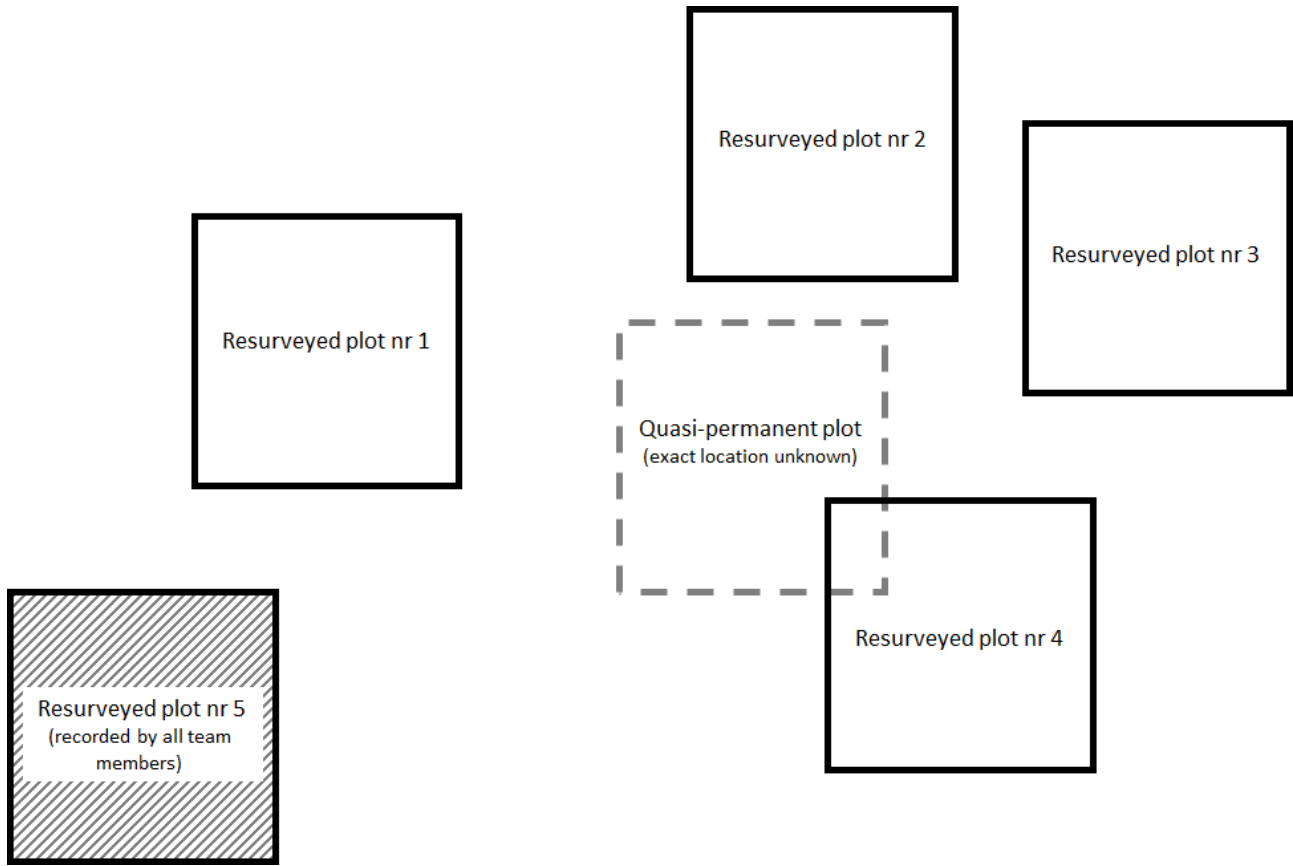 Resurveyed plot nr 2
Resurveyed plot nr 3
Resurveyed plot nr 1
Quasi-permanent plot
(exact location unknown)
Resurveyed plot nr 4
Resurveyed plot nr 5
(recorded by all team
members)